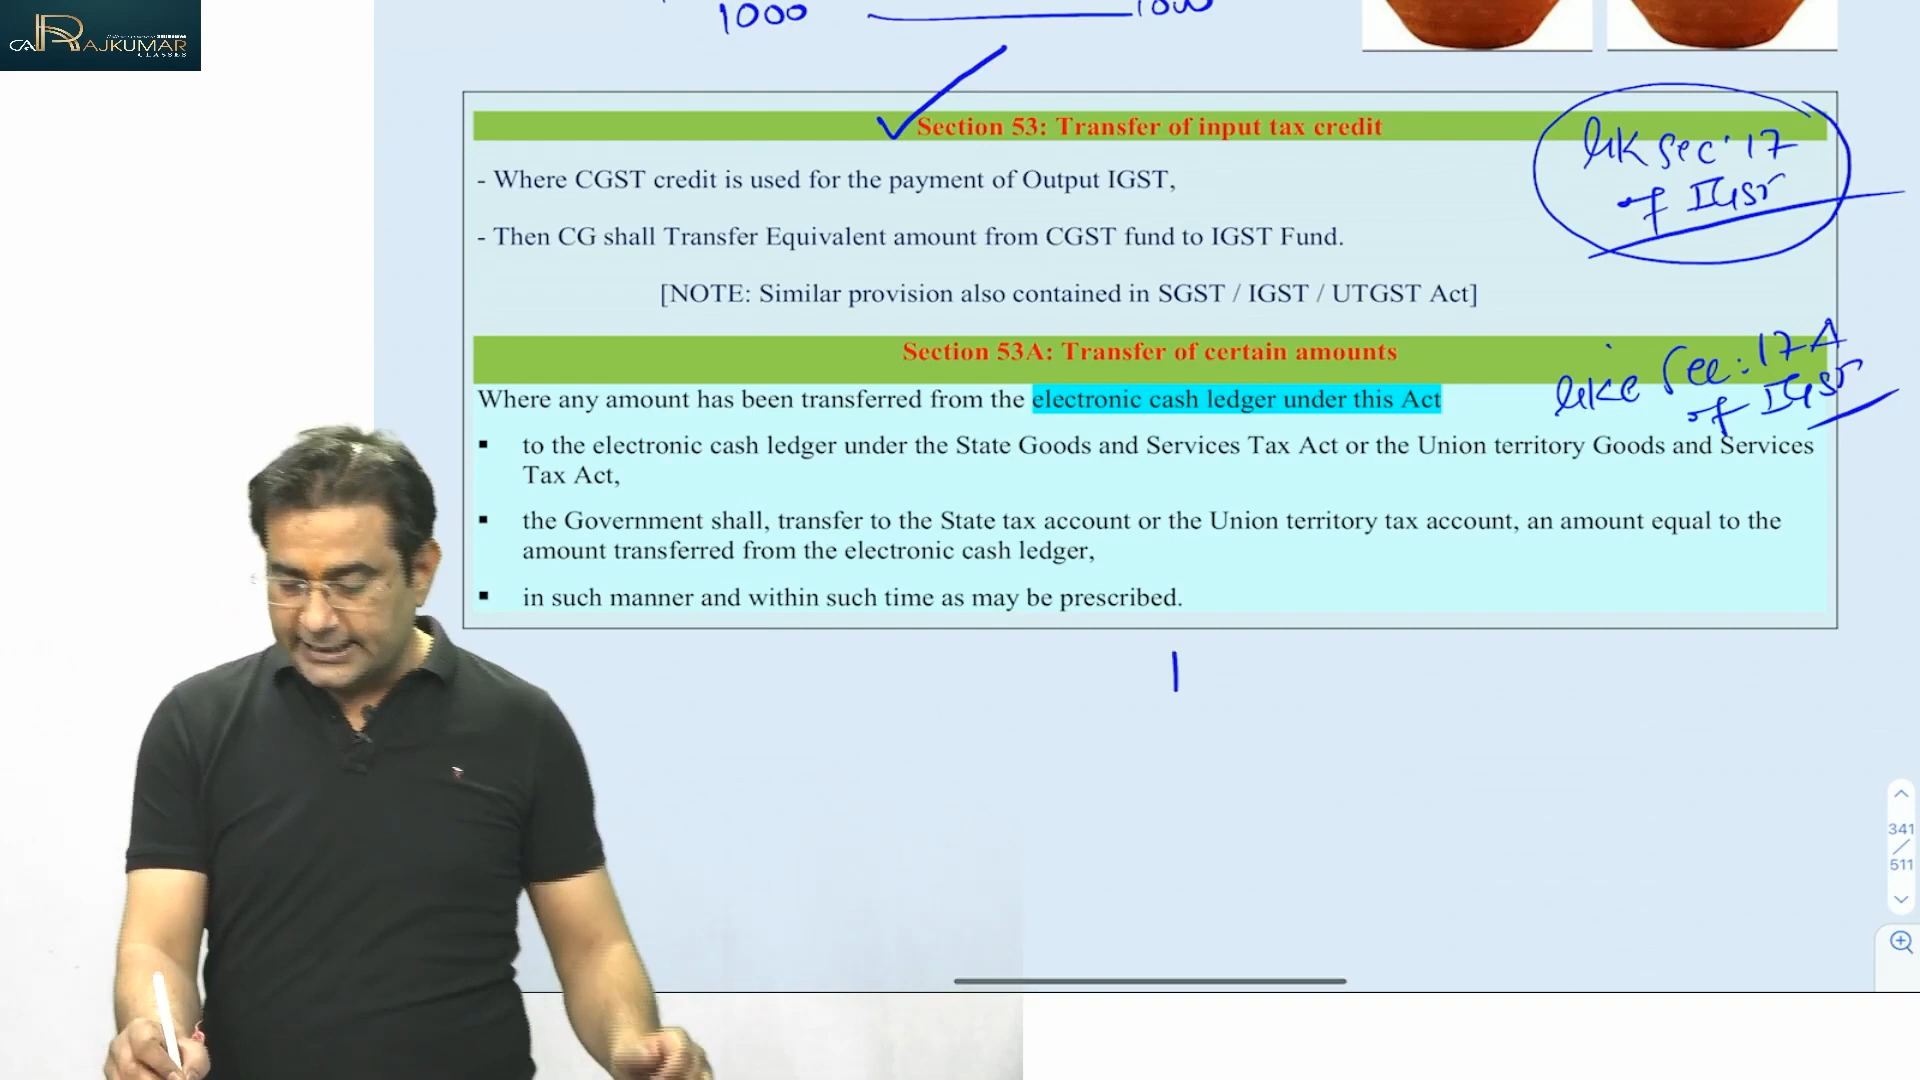 CA RAJKUMAR
CLASSES
1000
Section 53: Transfer of input tax credit
like Sec. 17
of IGST
- Where CGST credit is used for the payment of Output IGST,
- Then CG shall Transfer Equivalent amount from CGST fund to IGST Fund.
[NOTE: Similar provision also contained in SGST / IGST / UTGST Act]
Section 53A: Transfer of certain amounts
like Sec: 17A
of IGST
Where any amount has been transferred from the electronic cash ledger under this Act
▪ to the electronic cash ledger under the State Goods and Services Tax Act or the Union territory Goods and Services
Tax Act,
▪ the Government shall, transfer to the State tax account or the Union territory tax account, an amount equal to the
amount transferred from the electronic cash ledger,
▪ in such manner and within such time as may be prescribed.
341
/
511